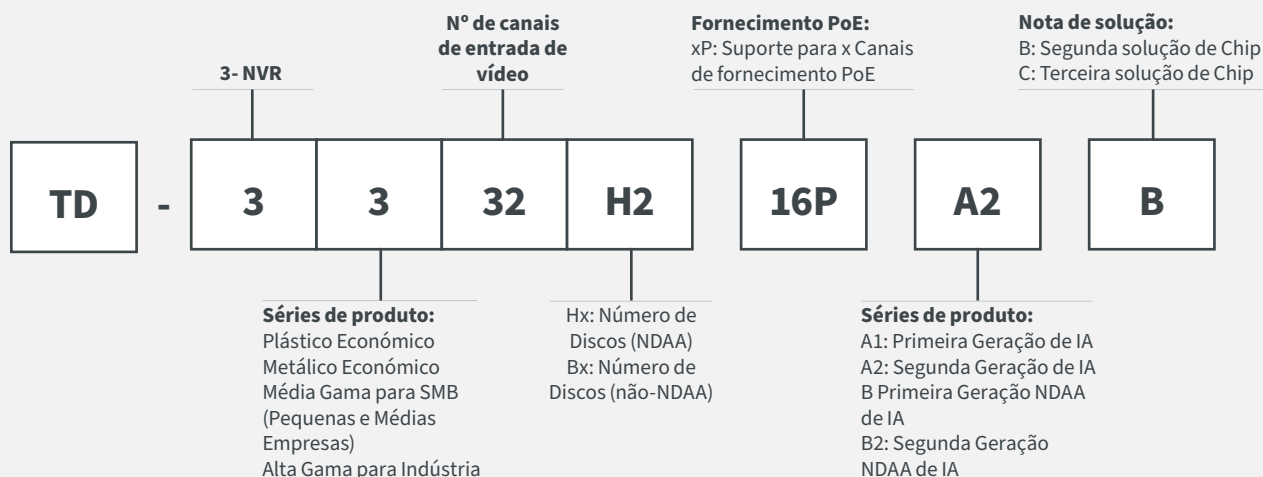 3- NVR
Nº de canais
de entrada de
vídeo
Fornecimento PoE:
xP: Suporte para x Canais
de fornecimento PoE
Nota de solução:
B: Segunda solução de Chip
C: Terceira solução de Chip
TD - 3 3 32 H2 16P A2 B
Séries de produto:
Plástico Económico
Metálico Económico
Média Gama para SMB
(Pequenas e Médias
Empresas)
Alta Gama para Indústria
Hx: Número de
Discos (NDAA)
Bx: Número de
Discos (não-NDAA)
Séries de produto:
A1: Primeira Geração de IA
A2: Segunda Geração de IA
B Primeira Geração NDAA
de IA
B2: Segunda Geração
NDAA de IA